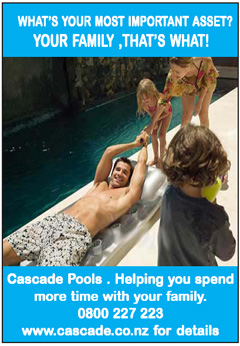 WHAT'S YOUR MOST IMPORTANT ASSET?
YOUR FAMILY ,THAT'S WHAT!
Cascade Pools . Helping you spend
more time with your family.
0800 227 223
www.cascade.co.nz for details